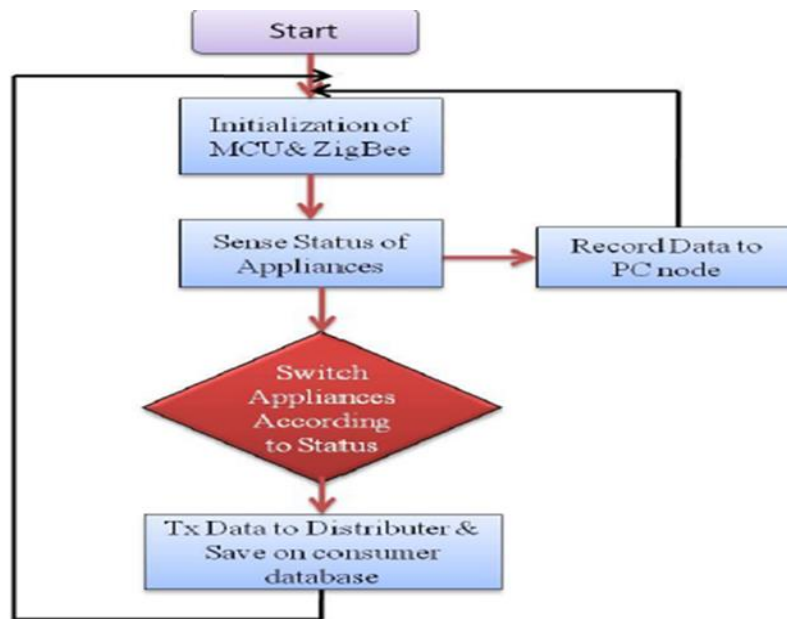 Start
Initialization of
MCU& ZigBee
Sense Status of
Appliances
Record Data to
PC node
Switch
Appliances
According
to Status
Tx Data to Distributer &
Save on consumer
database